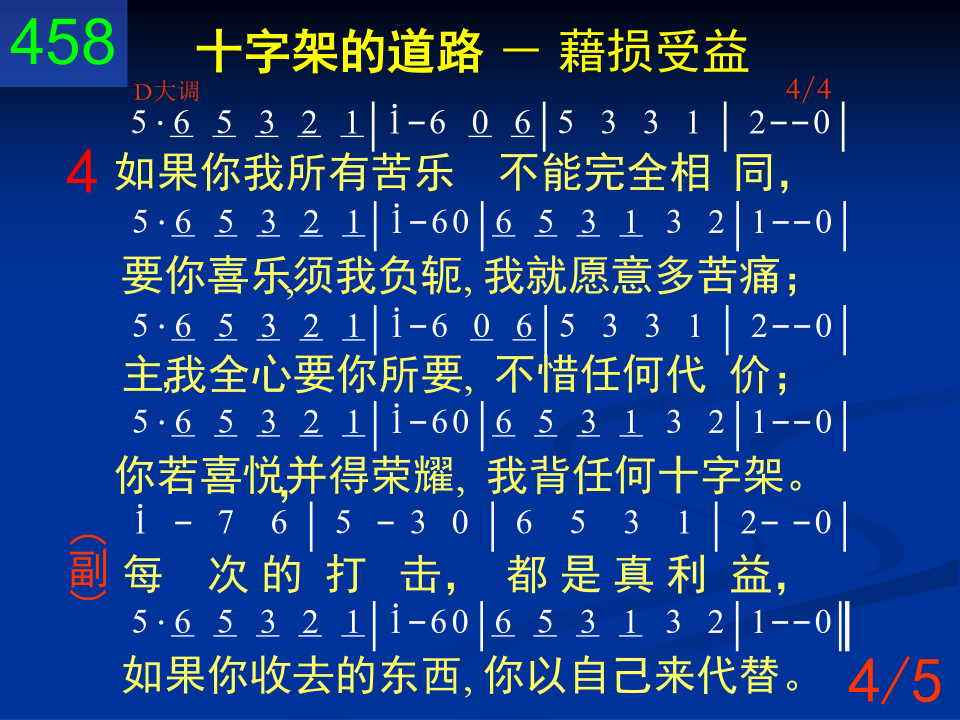 458
十字架的道路 － 藉损受益
D大调 4/4
5·6 5 3 2 1|i-6 0 6|5 3 3 1 | 2--0|
4 如果你我所有苦乐 不能完全相 同，
5·6 5 3 2 1|i-60|6 5 3 1 3 2|1--0|
要你喜乐,须我负轭, 我就愿意多苦痛；
5·6 5 3 2 1|i-6 0 6|5 3 3 1 | 2--0|
主,我全心要你所要, 不惜任何代 价；
5·6 5 3 2 1|i-60|6 5 3 1 3 2|1--0|
你若喜悦,并得荣耀, 我背任何十字架。
i - 7 6 | 5 - 3 0 | 6 5 3 1 | 2- -0|
（副） 每 次 的 打 击， 都 是 真 利 益，
5·6 5 3 2 1|i-60|6 5 3 1 3 2|1--0‖
如果你收去的东西, 你以自己来代替。
4/5